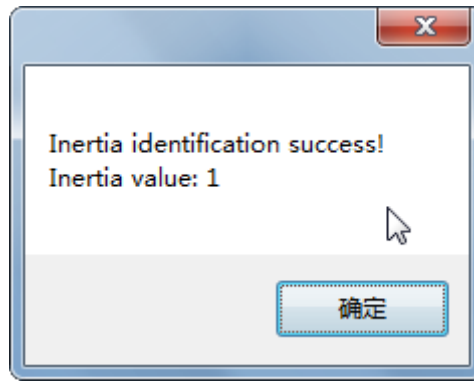 Inertia identification success!
Inertia value: 1
确定